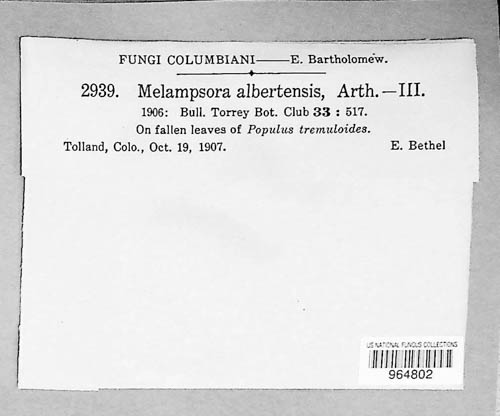 FUNGI COLUMBIANI——E. Bartholomew.
2939. Melampsora albertensis, Arth.—III.
1906: Bull. Torrey Bot. Club 33 : 517.
On fallen leaves of Populus tremuloides.
Tolland, Colo., Oct. 19, 1907. E. Bethel
US NATIONAL FUNGUS COLLECTIONS
964802